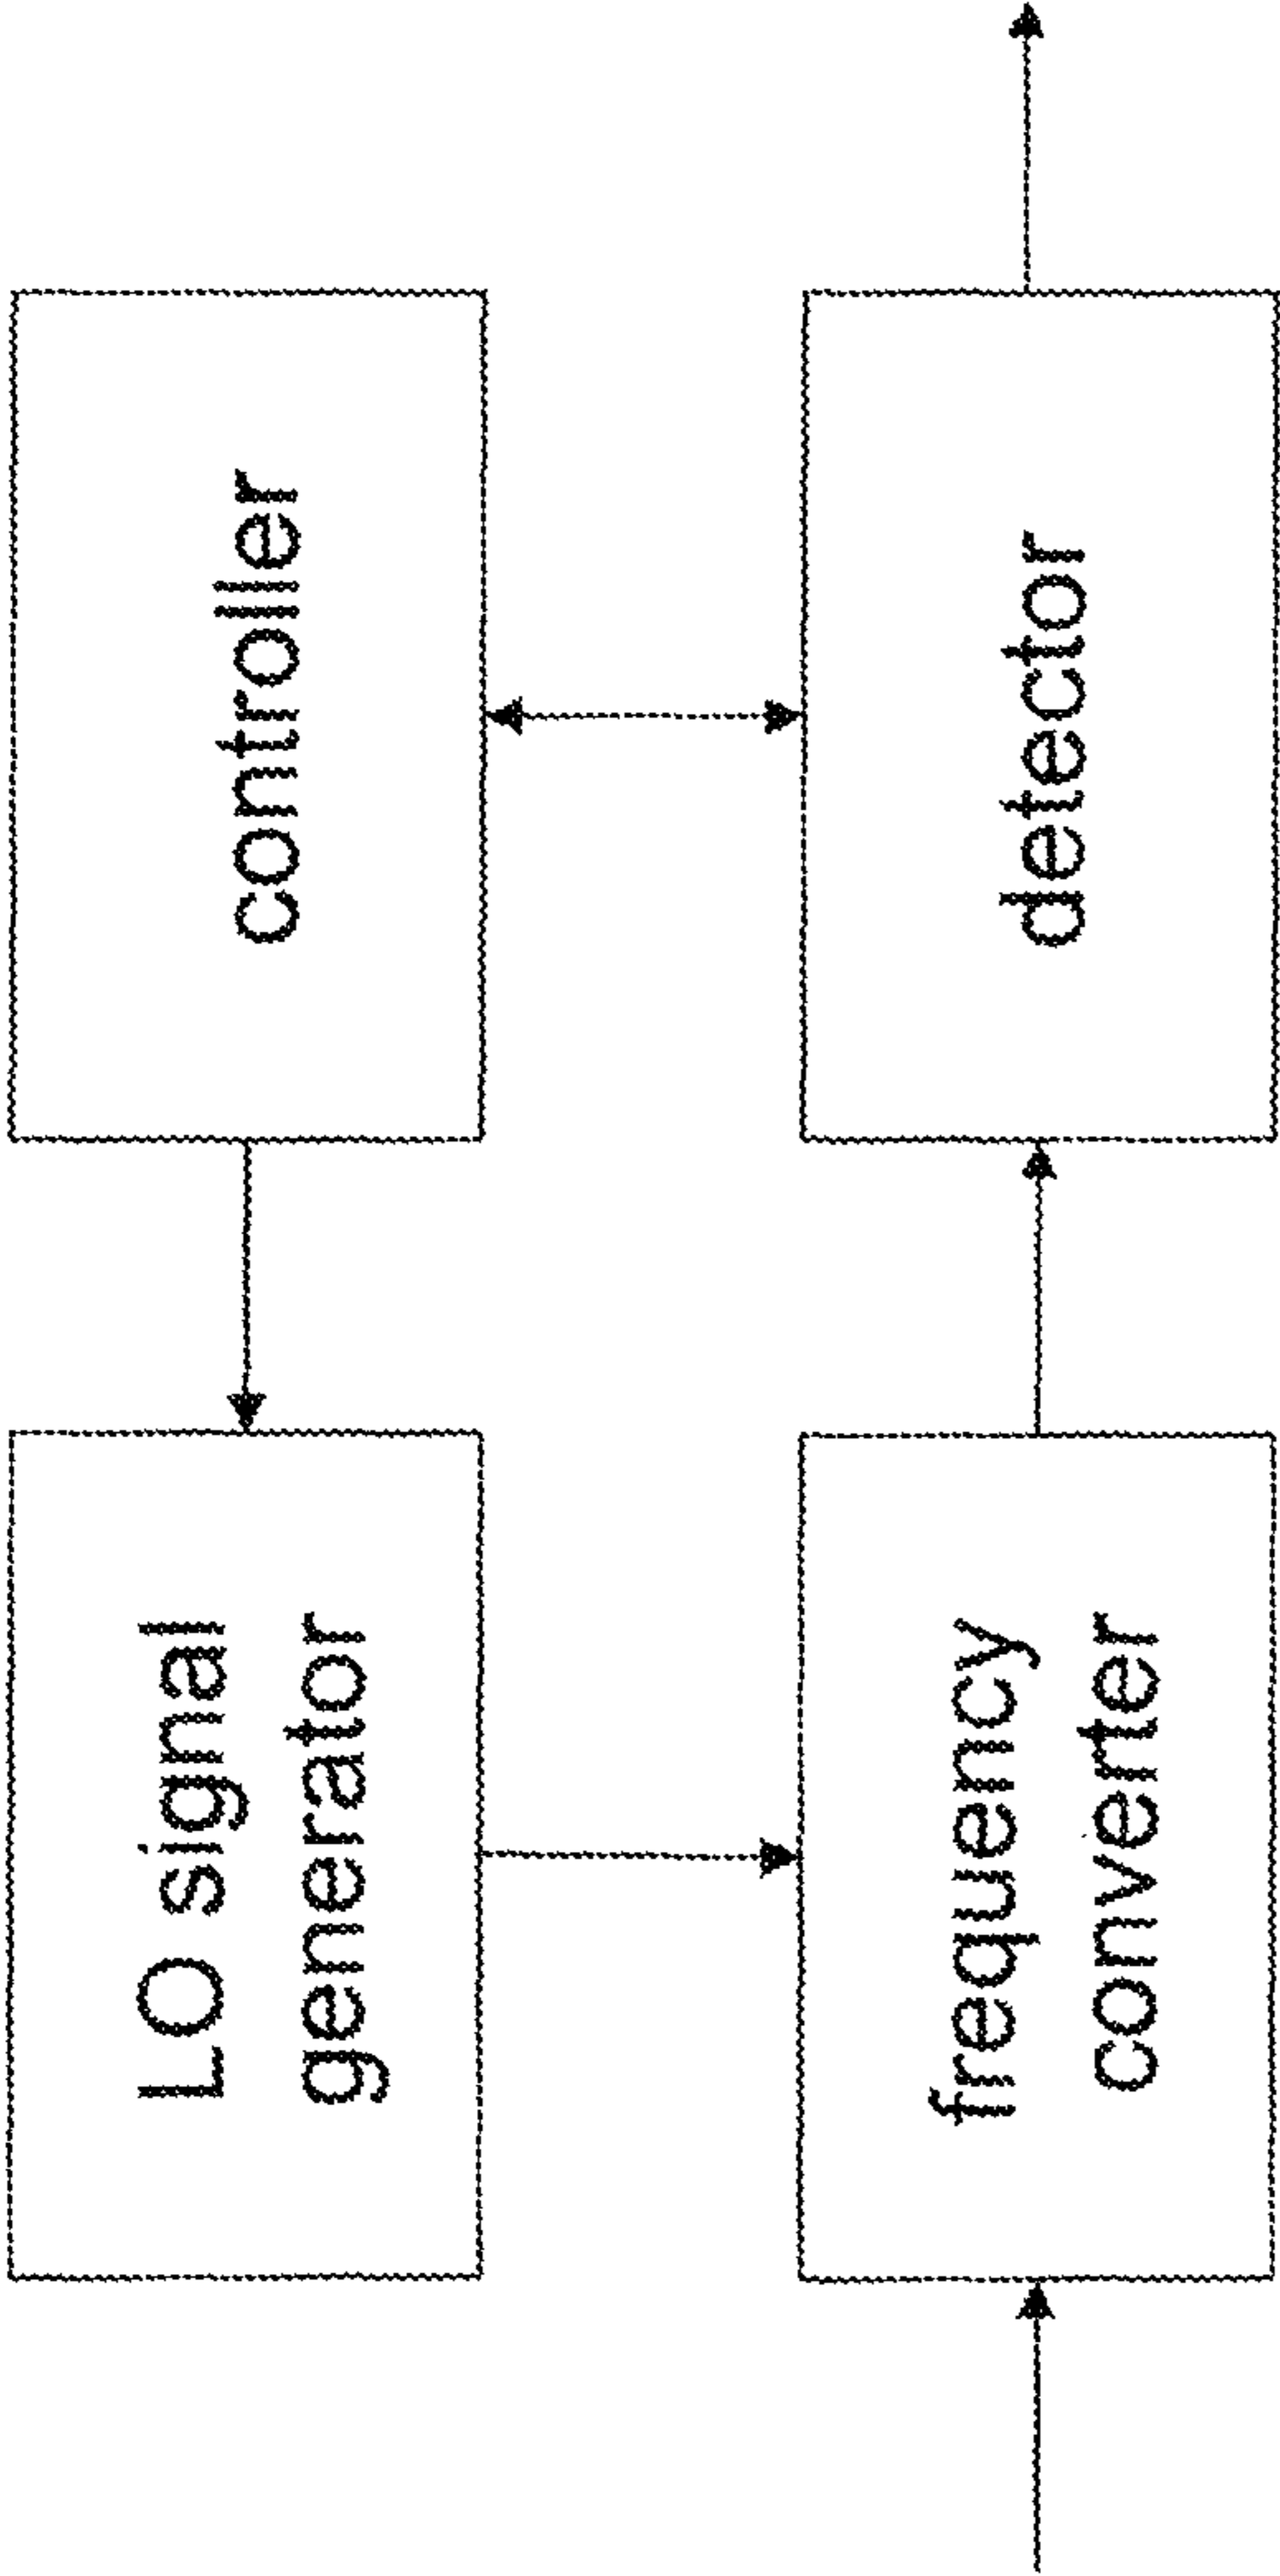 LO signal
generator
controller
frequency
converter
detector